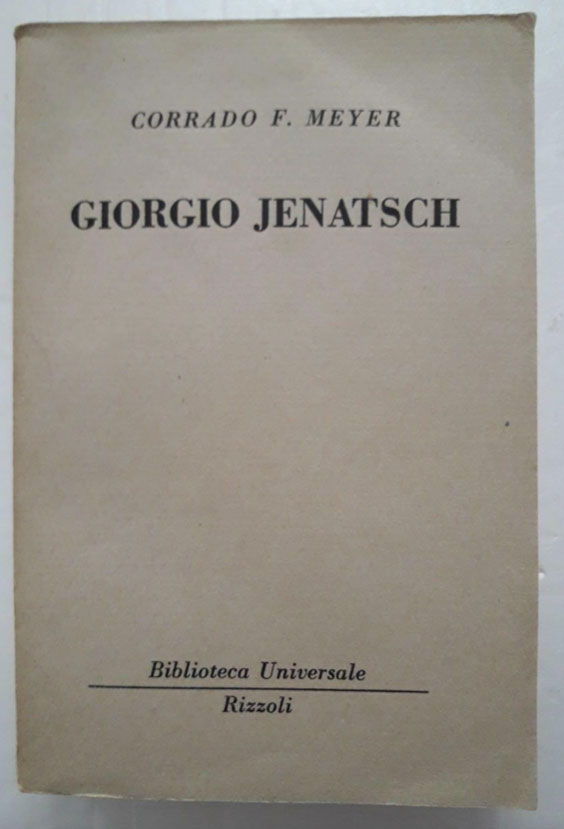 CORRADO F. MEYER
GIORGIO JENATSCH
Biblioteca Universale
Rizzoli